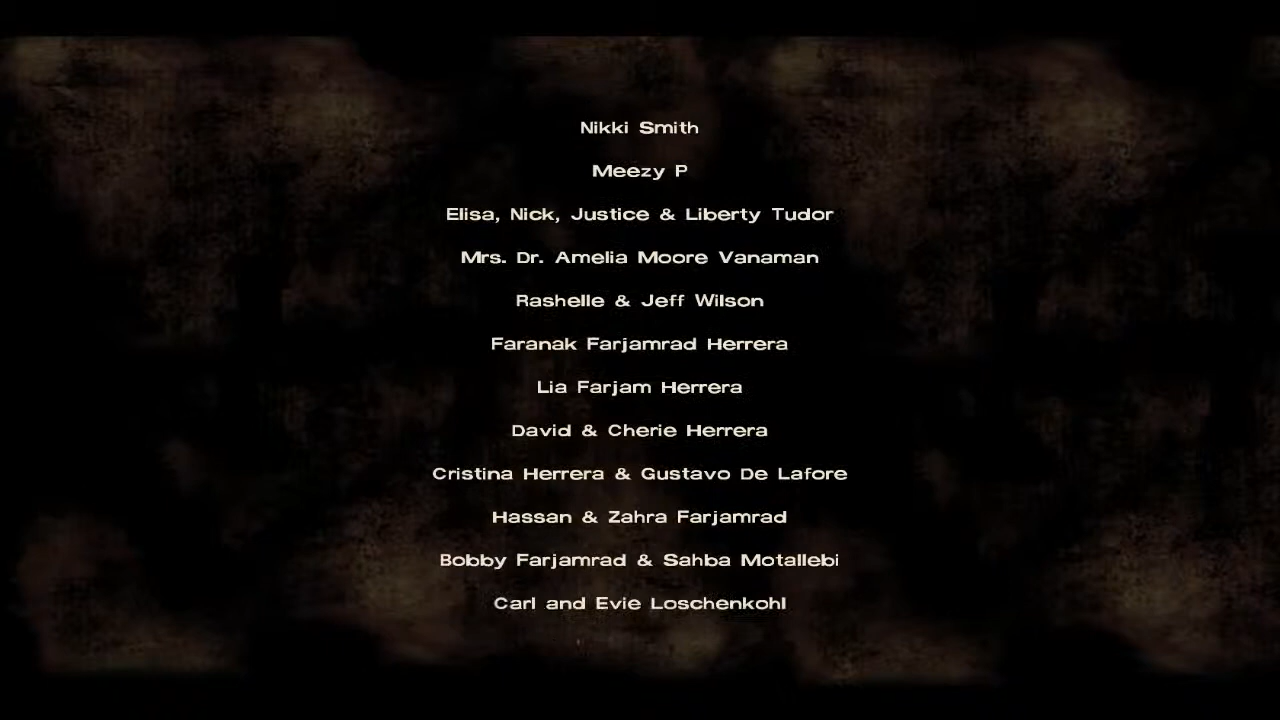 Nikki Smith
Meezy P
Elisa, Nick, Justice & Liberty Tudor
Mrs. Dr. Amelia Moore Vanaman
Rashelle & Jeff Wilson
Faranak Farjamrad Herrera
Lia Farjam Herrera
David & Cherie Herrera
Cristina Herrera & Gustavo De Lafore
Hassan & Zahra Farjamrad
Bobby Farjamrad & Sahba Motallebi
Carl and Evie Loschenkohl